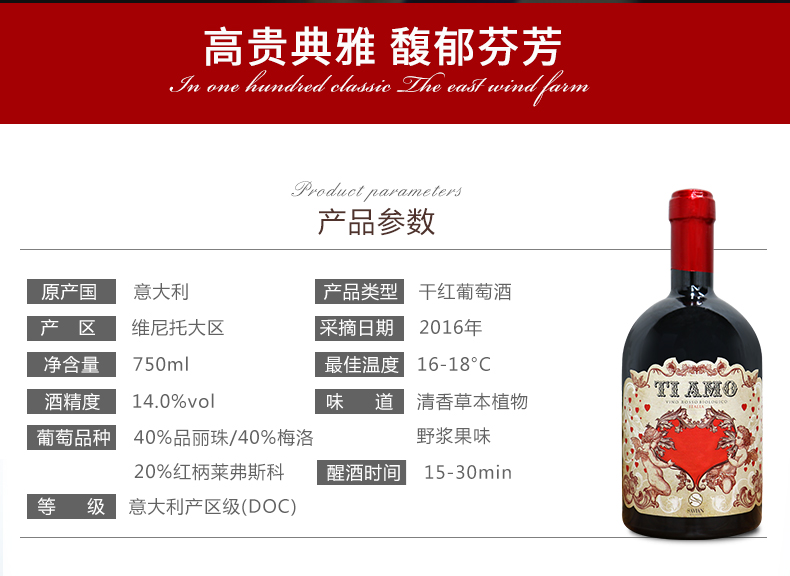 高贵典雅 馥郁芬芳
In one hundred classic The east wind farm
Product parameters
产品参数
原产国 意大利 产品类型 干红葡萄酒
产 区 维尼托大区 采摘日期 2016年
净含量 750ml 最佳温度 16-18°C
酒精度 14.0%vol 味 道 清香草本植物
葡萄品种 40%品丽珠/40%梅洛 野浆果味
20%红柄莱弗斯科 醒酒时间 15-30min
等 级 意大利产区级(DOC)
TI AMO
VINO ROSSO BIOLOGICO
ITALIA
SAVIAN